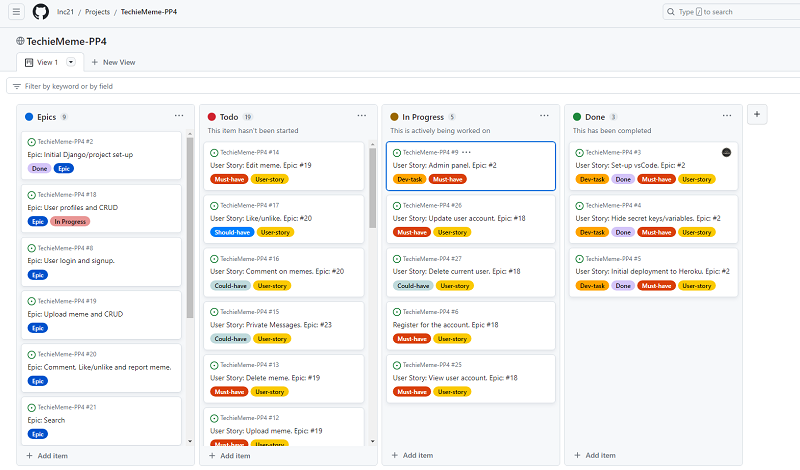 Inc21 / Projects / TechieMeme-PP4
Type / to search
TechieMeme-PP4
View 1
New View
Filter by keyword or by field
Epics 9
TechieMeme-PP4 #2
Epic: Initial Django/project set-up
Done Epic
TechieMeme-PP4 #18
Epic: User profiles and CRUD
Epic In Progress
TechieMeme-PP4 #8
Epic: User login and signup.
Epic
TechieMeme-PP4 #19
Epic: Upload meme and CRUD
Epic
TechieMeme-PP4 #20
Epic: Comment. Like/unlike and report meme.
Epic
TechieMeme-PP4 #21
Epic: Search
Epic
+ Add item
Todo 19
This item hasn't been started
TechieMeme-PP4 #14
User Story: Edit meme. Epic: #19
Must-have User-story
TechieMeme-PP4 #17
User Story: Like/unlike. Epic: #20
Should-have User-story
TechieMeme-PP4 #16
User Story: Comment on memes. Epic: #20
Could-have User-story
TechieMeme-PP4 #15
User Story: Private Messages. Epic: #23
Could-have User-story
TechieMeme-PP4 #13
User Story: Delete meme. Epic: #19
Must-have User-story
TechieMeme-PP4 #12
User Story: Upload meme. Epic: #19
Must-have User-story
+ Add item
In Progress 5
This is actively being worked on
TechieMeme-PP4 #9
User Story: Admin panel. Epic: #2
Dev-task Must-have
TechieMeme-PP4 #26
User Story: Update user account. Epic: #18
Must-have User-story
TechieMeme-PP4 #27
User Story: Delete current user. Epic: #18
Could-have User-story
TechieMeme-PP4 #6
Register for the account. Epic #18
Must-have User-story
TechieMeme-PP4 #25
User Story: View user account. Epic: #18
Must-have User-story
+ Add item
Done 3
This has been completed
TechieMeme-PP4 #3
User Story: Set-up vsCode. Epic: #2
Dev-task Done Must-have User-story
TechieMeme-PP4 #4
User Story: Hide secret keys/variables. Epic: #2
Dev-task Done Must-have User-story
TechieMeme-PP4 #5
User Story: Initial deployment to Heroku. Epic: #2
Dev-task Done Must-have User-story
+ Add item